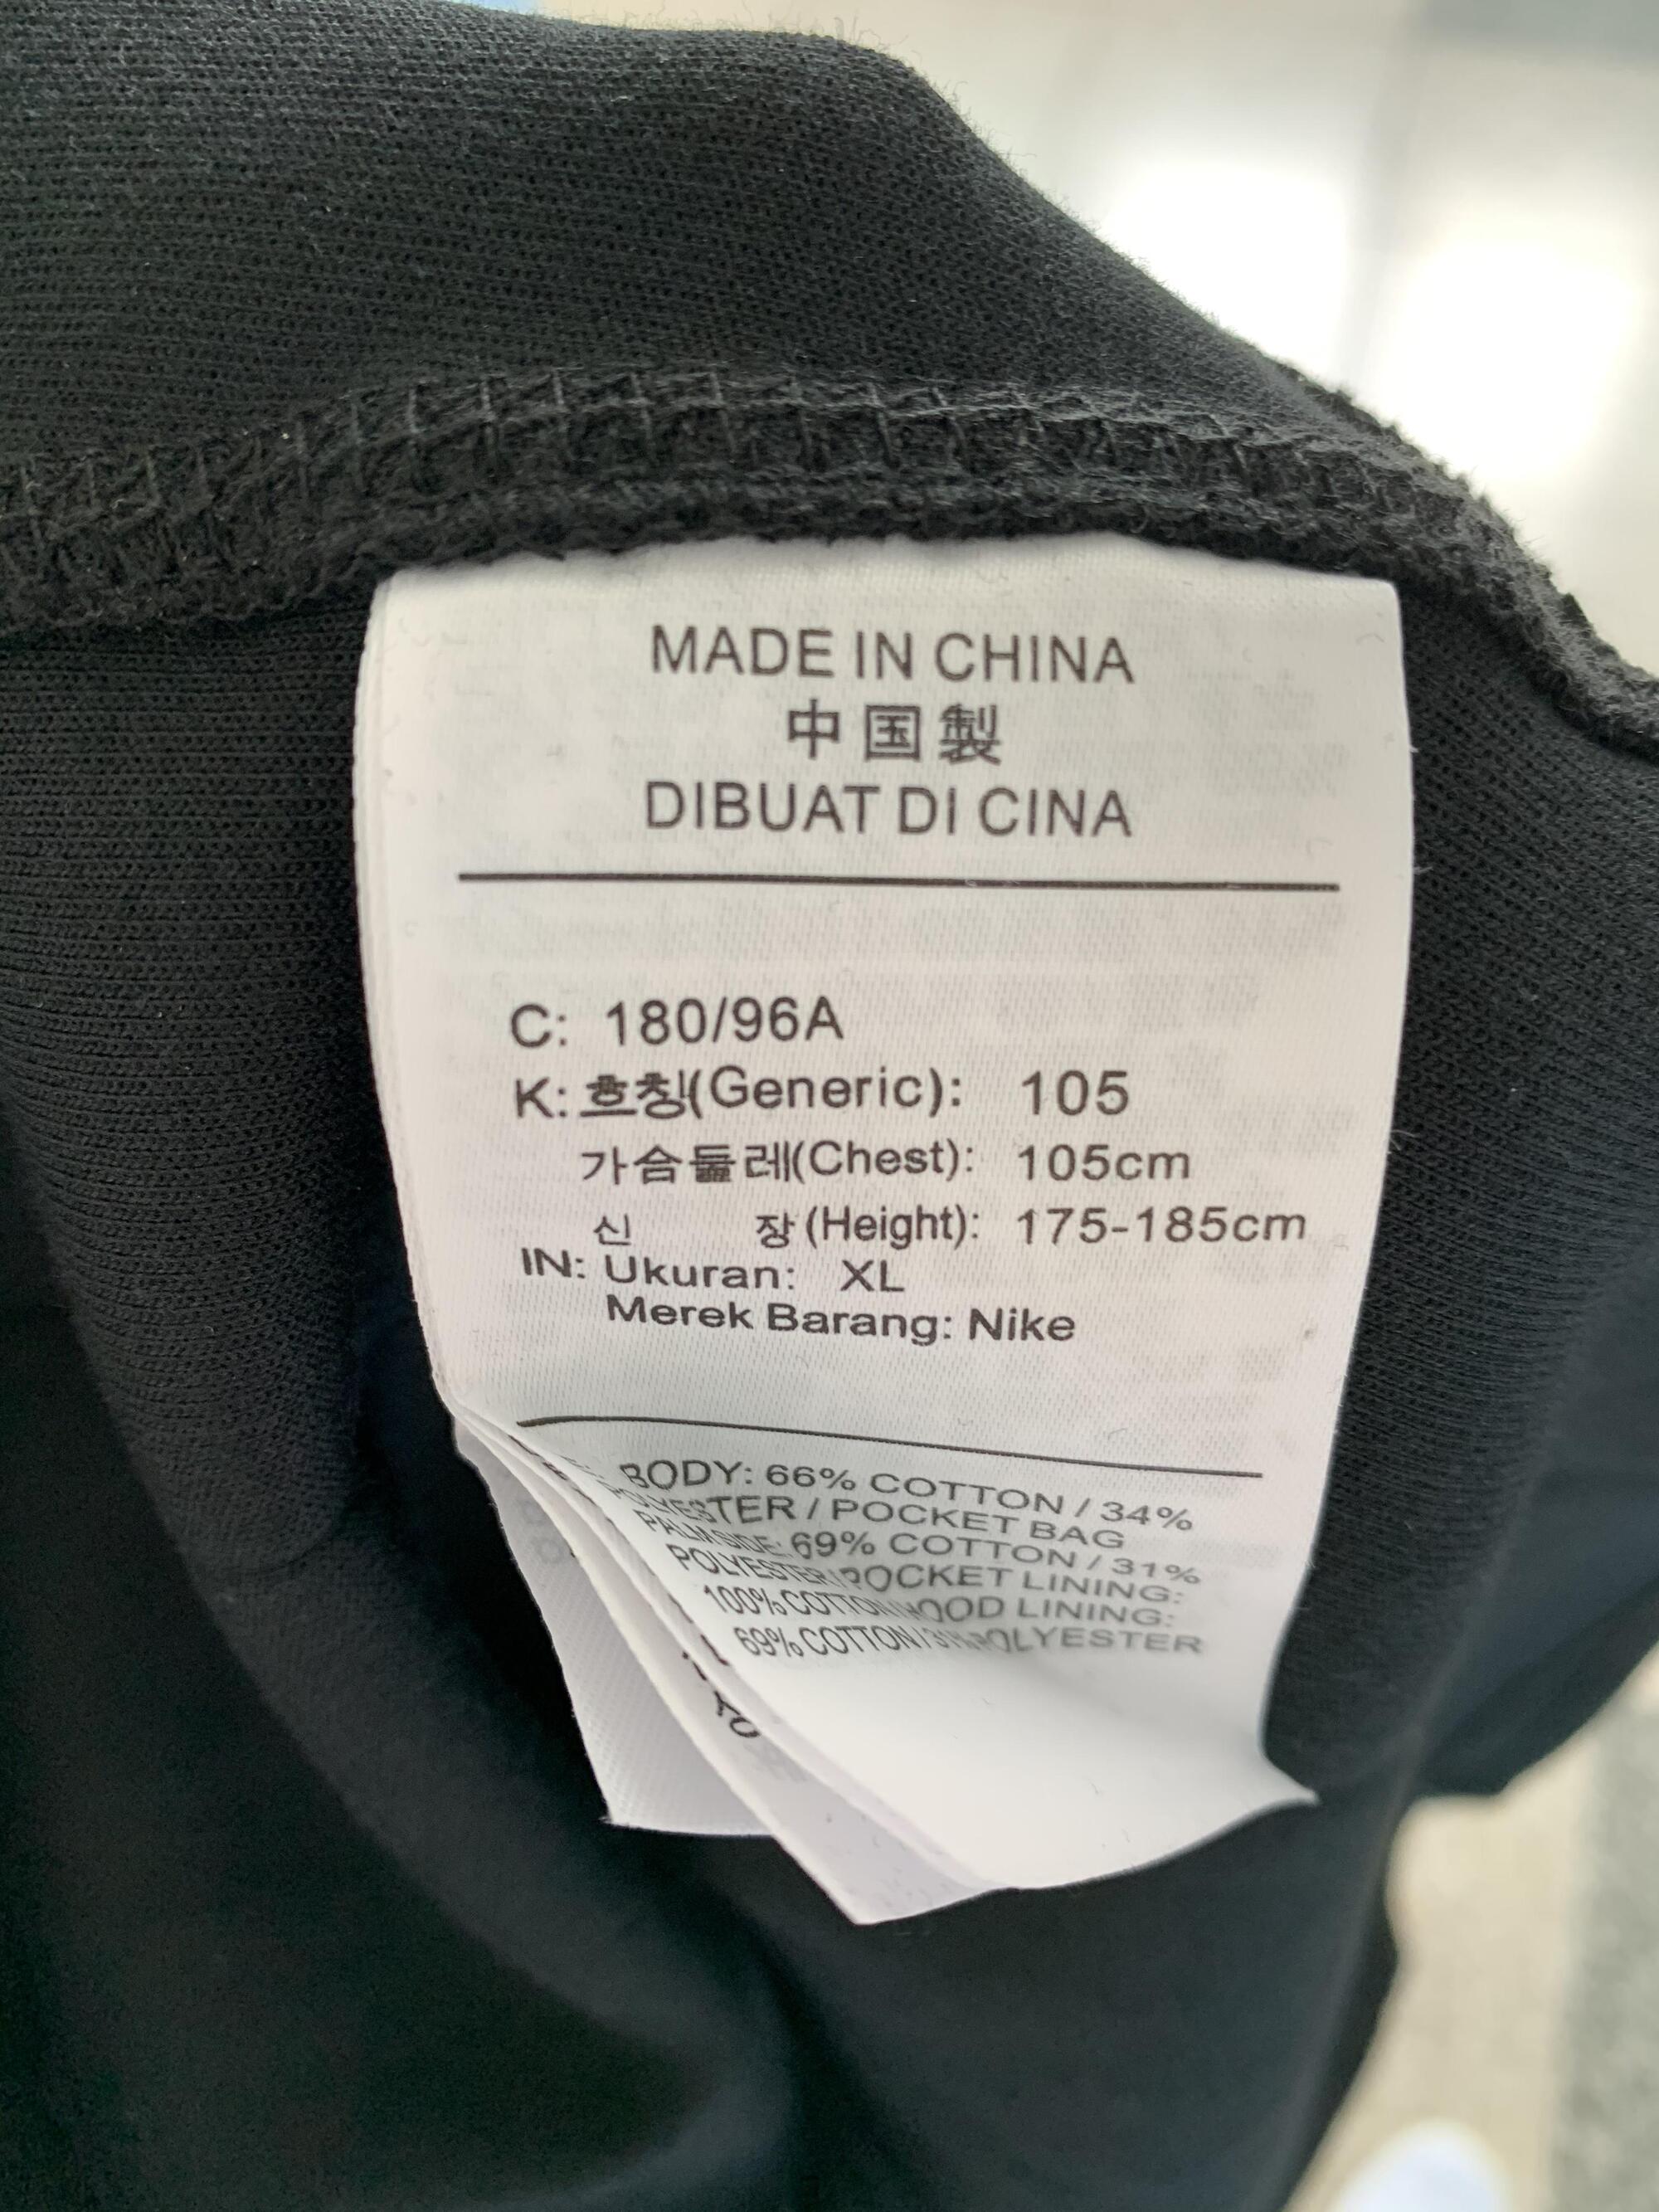 MADE IN CHINA
中国製
DIBUAT DI CINA
C: 180/96A
K: 호칭(Generic): 105
가슴둘레(Chest): 105cm
신 장 (Height): 175-185cm
IN: Ukuran: XL
Merek Barang: Nike
BODY: 66% COTTON / 34%
POLYESTER / POCKET BAG
PALM SIDE: 69% COTTON / 31%
POLYESTER / POCKET LINING:
100% COTTON / HOOD LINING:
69% COTTON / 31% POLYESTER